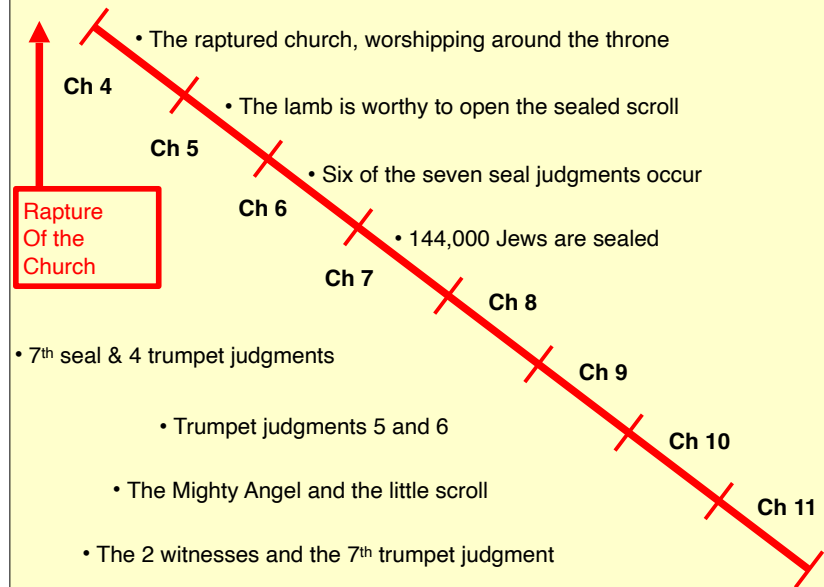 • The raptured church, worshipping around the throne
Ch 4
• The lamb is worthy to open the sealed scroll
Ch 5
• Six of the seven seal judgments occur
Ch 6
Rapture
Of the
Church
• 144,000 Jews are sealed
Ch 7
Ch 8
• 7th seal & 4 trumpet judgments
Ch 9
• Trumpet judgments 5 and 6
Ch 10
• The Mighty Angel and the little scroll
Ch 11
• The 2 witnesses and the 7th trumpet judgment